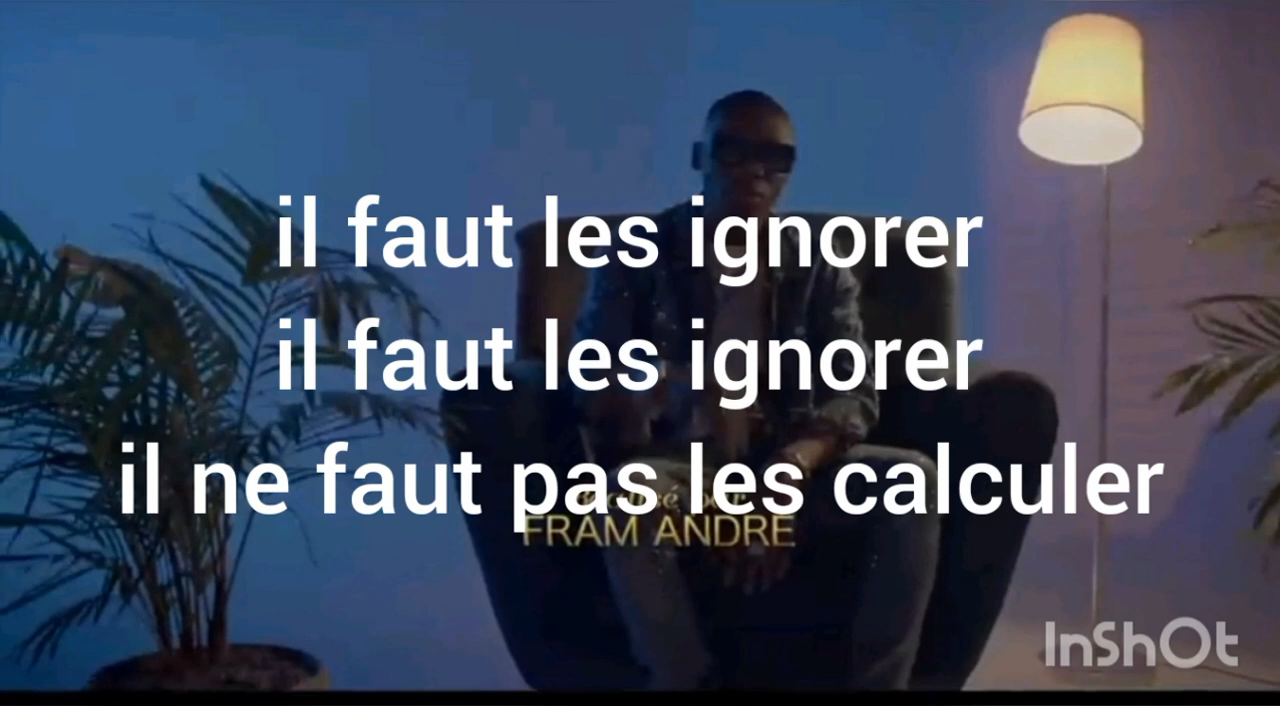 il faut les ignorer
il faut les ignorer
il ne faut pas les calculer
FRAM ANDRE
InShOt